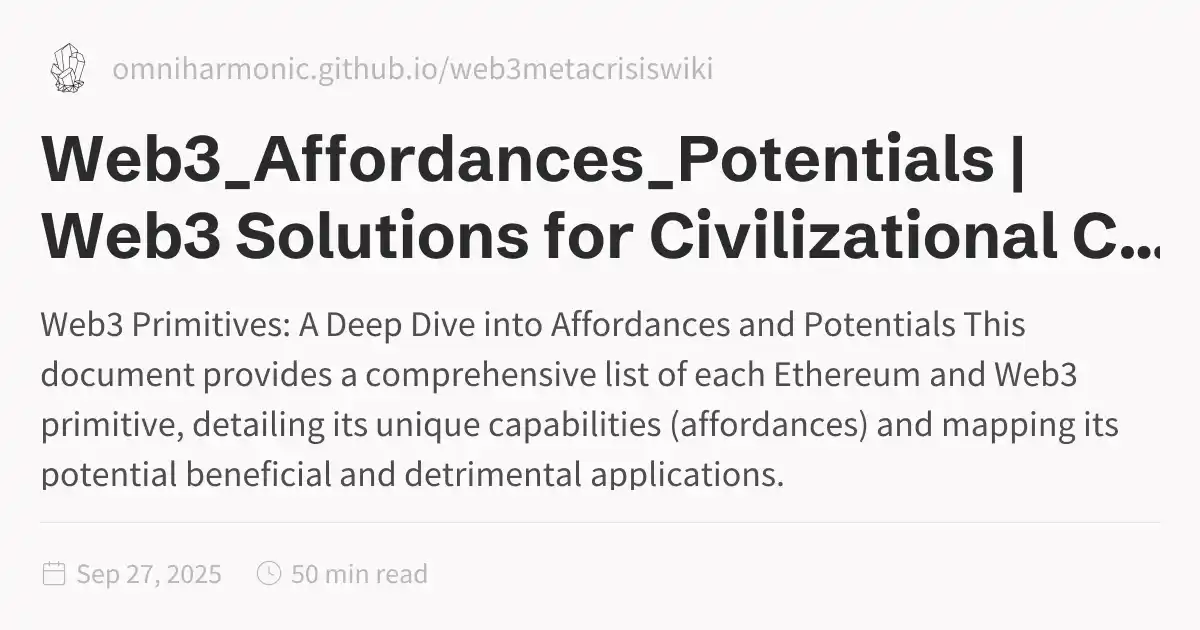 omniharmonic.github.io/web3metacrisiswiki
Web3_Affordances_Potentials |
Web3 Solutions for Civilizational C...
Web3 Primitives: A Deep Dive into Affordances and Potentials This
document provides a comprehensive list of each Ethereum and Web3
primitive, detailing its unique capabilities (affordances) and mapping its
potential beneficial and detrimental applications.
Sep 27, 2025 50 min read